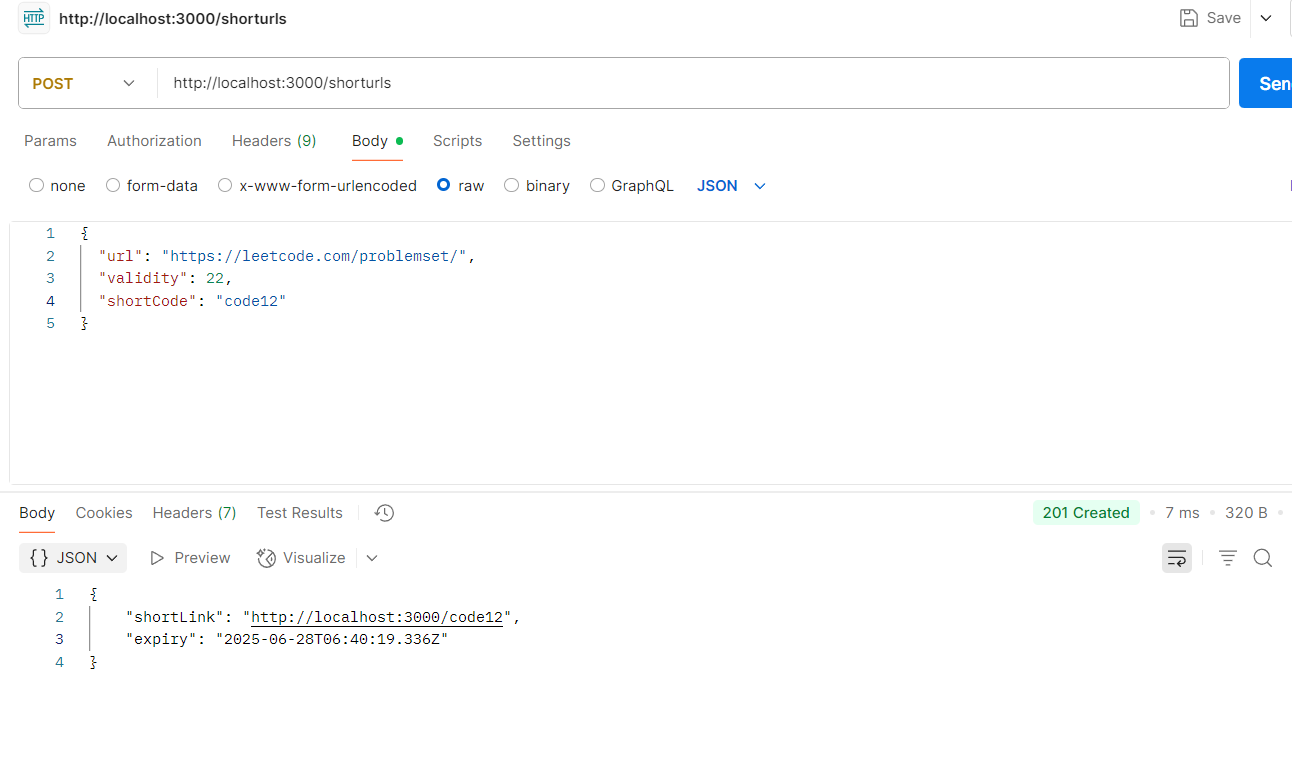 HTTP http://localhost:3000/shorturls Save
POST http://localhost:3000/shorturls
Params Authorization Headers (9) Body Scripts Settings
none form-data x-www-form-urlencoded raw binary GraphQL JSON
1 {
2 "url": "https://leetcode.com/problemset/",
3 "validity": 22,
4 "shortCode": "code12"
5 }
Body Cookies Headers (7) Test Results 201 Created 7 ms 320 B
{} JSON Preview Visualize
1 {
2 "shortLink": "http://localhost:3000/code12",
3 "expiry": "2025-06-28T06:40:19.336Z"
4 }